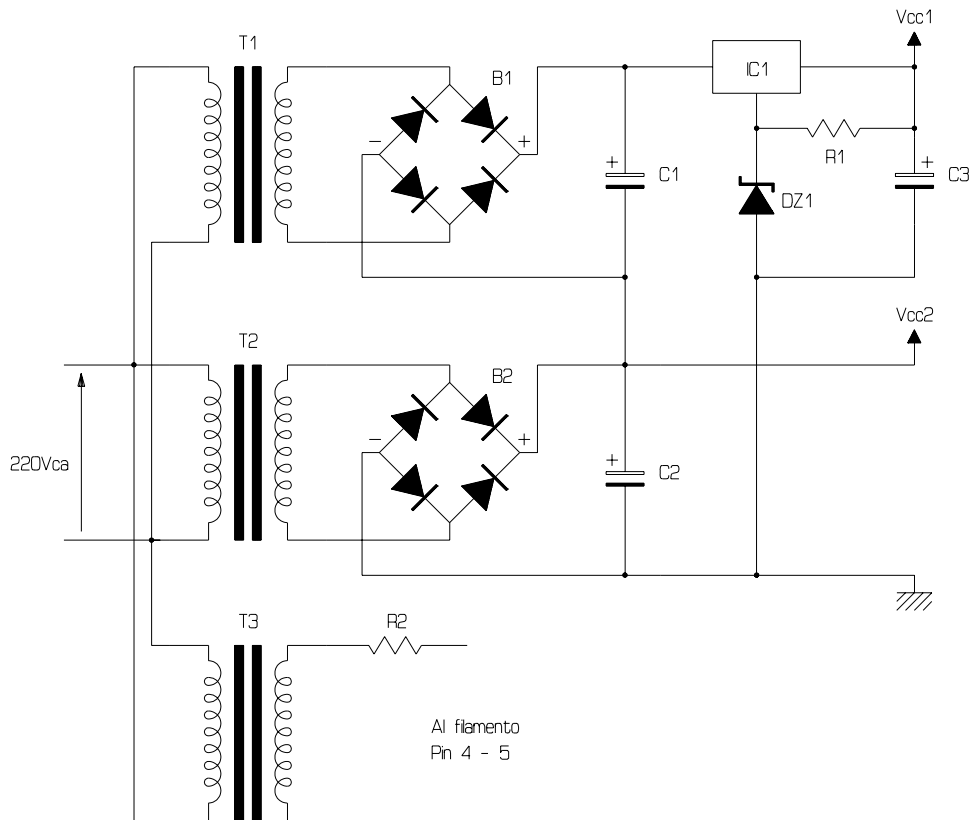 Vcc1
T1
IC1
B1
-
+
+
R1
+
C1
C3
DZ1
Vcc2
T2
B2
-
+
220Vca
+
C2
T3
R2
Al filamento
Pin 4 - 5